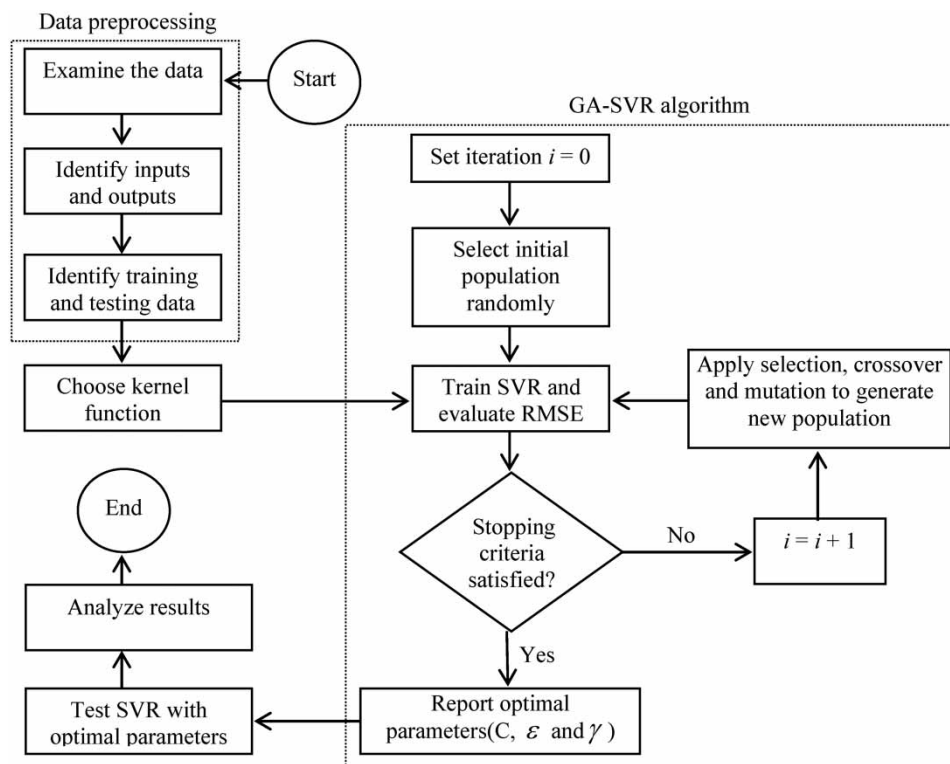 Data preprocessing
Examine the data
Start
Identify inputs
and outputs
Identify training
and testing data
Choose kernel
function
GA-SVR algorithm
Set iteration i = 0
Select initial
population
randomly
Train SVR and
evaluate RMSE
Apply selection, crossover
and mutation to generate
new population
Stopping
criteria
satisfied?
No
i = i + 1
Yes
Report optimal
parameters(C, ε and γ )
Test SVR with
optimal parameters
Analyze results
End